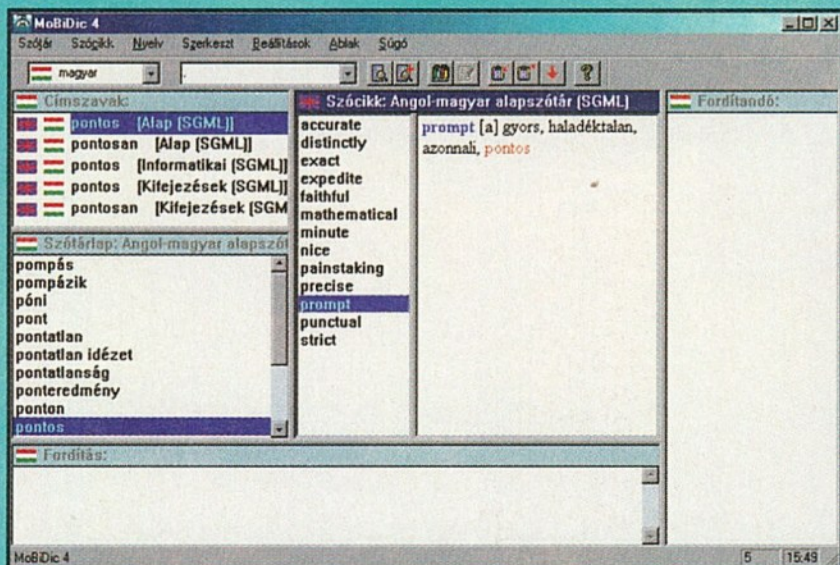 MoBiDic 4
Szótár Szócikk Nyelv Szerkeszt Beállítások Ablak Súgó
magyar
Címszavak:
pontos [Alap (SGML)]
pontosan [Alap (SGML)]
pontos [Informatikai (SGML)]
pontos [Kifejezések (SGML)]
pontosan [Kifejezések (SGM
Szótárlap: Angol-magyar alapszót
pompás
pompázik
póni
pont
pontatlan
pontatlan idézet
pontatlanság
ponteredmény
ponton
pontos
Szócikk: Angol-magyar alapszótár (SGML)
accurate
distinctly
exact
expedite
faithful
mathematical
minute
nice
painstaking
precise
prompt
punctual
strict
prompt [a] gyors, haladéktalan,
azonnali, pontos
Fordítandó:
Fordítás:
MoBiDic 4
5 15:49